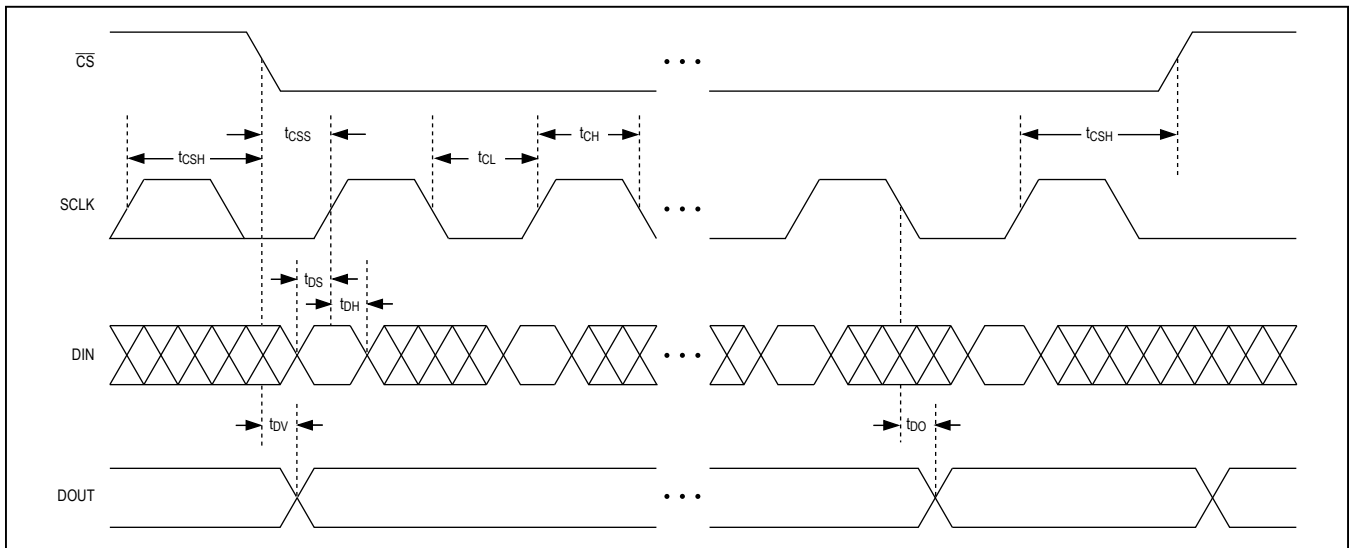 CS
tCSS
tCH
tCSH
tCSH
tCL
SCLK
tDS
tDH
DIN
tDV
tDO
DOUT